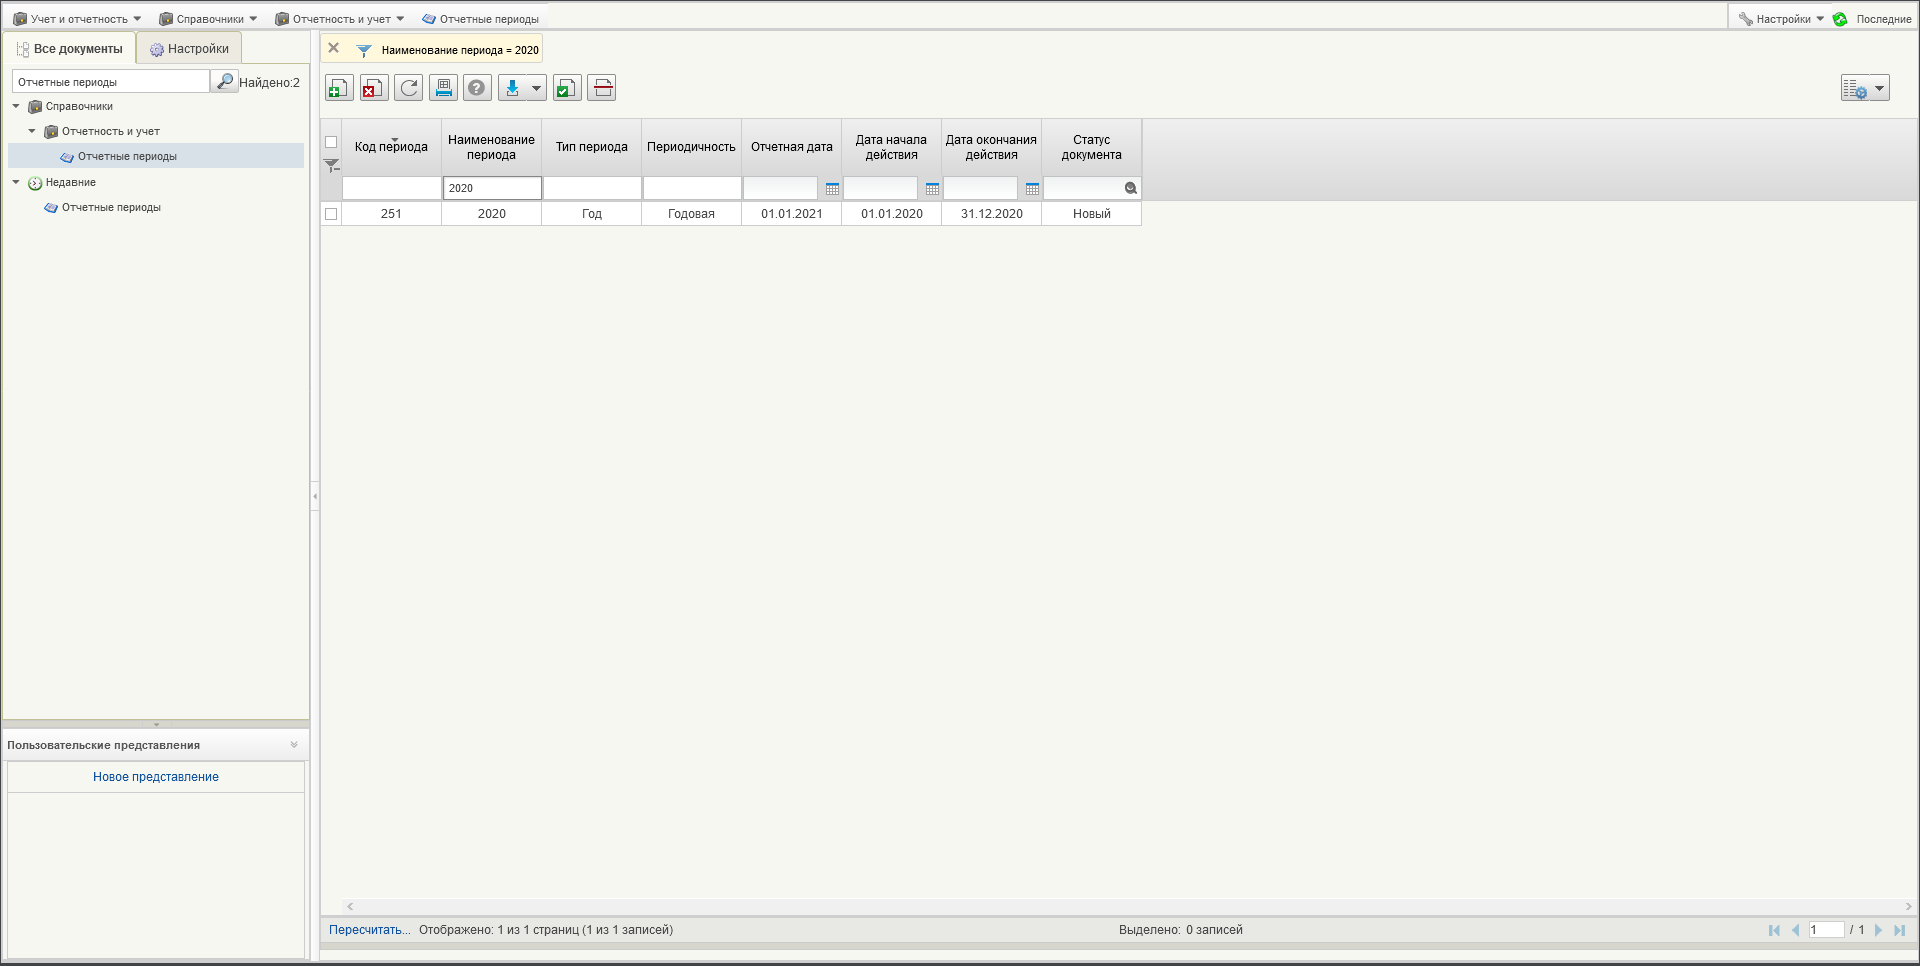 Учет и отчетность Справочники Отчетность и учет Отчетные периоды Настройки Последние
Все документы Настройки
Отчетные периоды Найдено:2
Справочники
Отчетность и учет
Отчетные периоды
Недавние
Отчетные периоды
Пользовательские представления
Новое представление
Наименование периода = 2020
Код периода Наименование периода Тип периода Периодичность Отчетная дата Дата начала действия Дата окончания действия Статус документа
2020
251 2020 Год Годовая 01.01.2021 01.01.2020 31.12.2020 Новый
Пересчитать... Отображено: 1 из 1 страниц (1 из 1 записей) Выделено: 0 записей 1 / 1